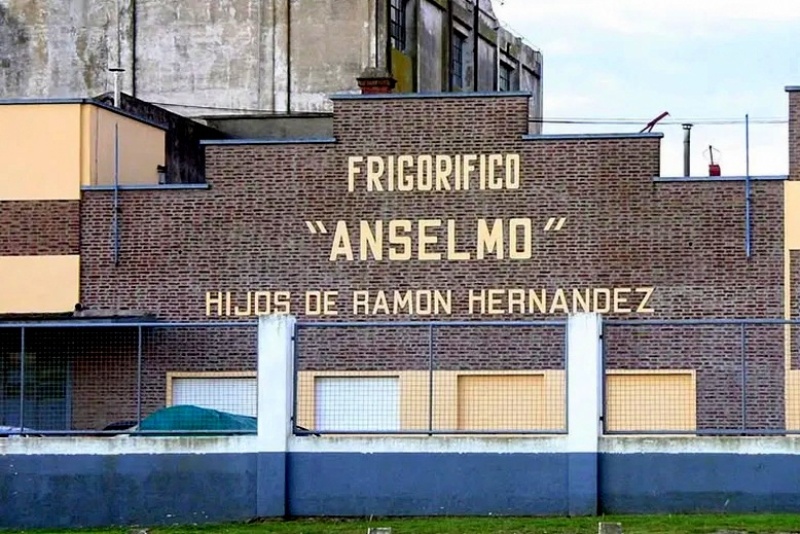 FRIGORIFICO
"ANSELMO"
HIJOS DE RAMON HERNANDEZ